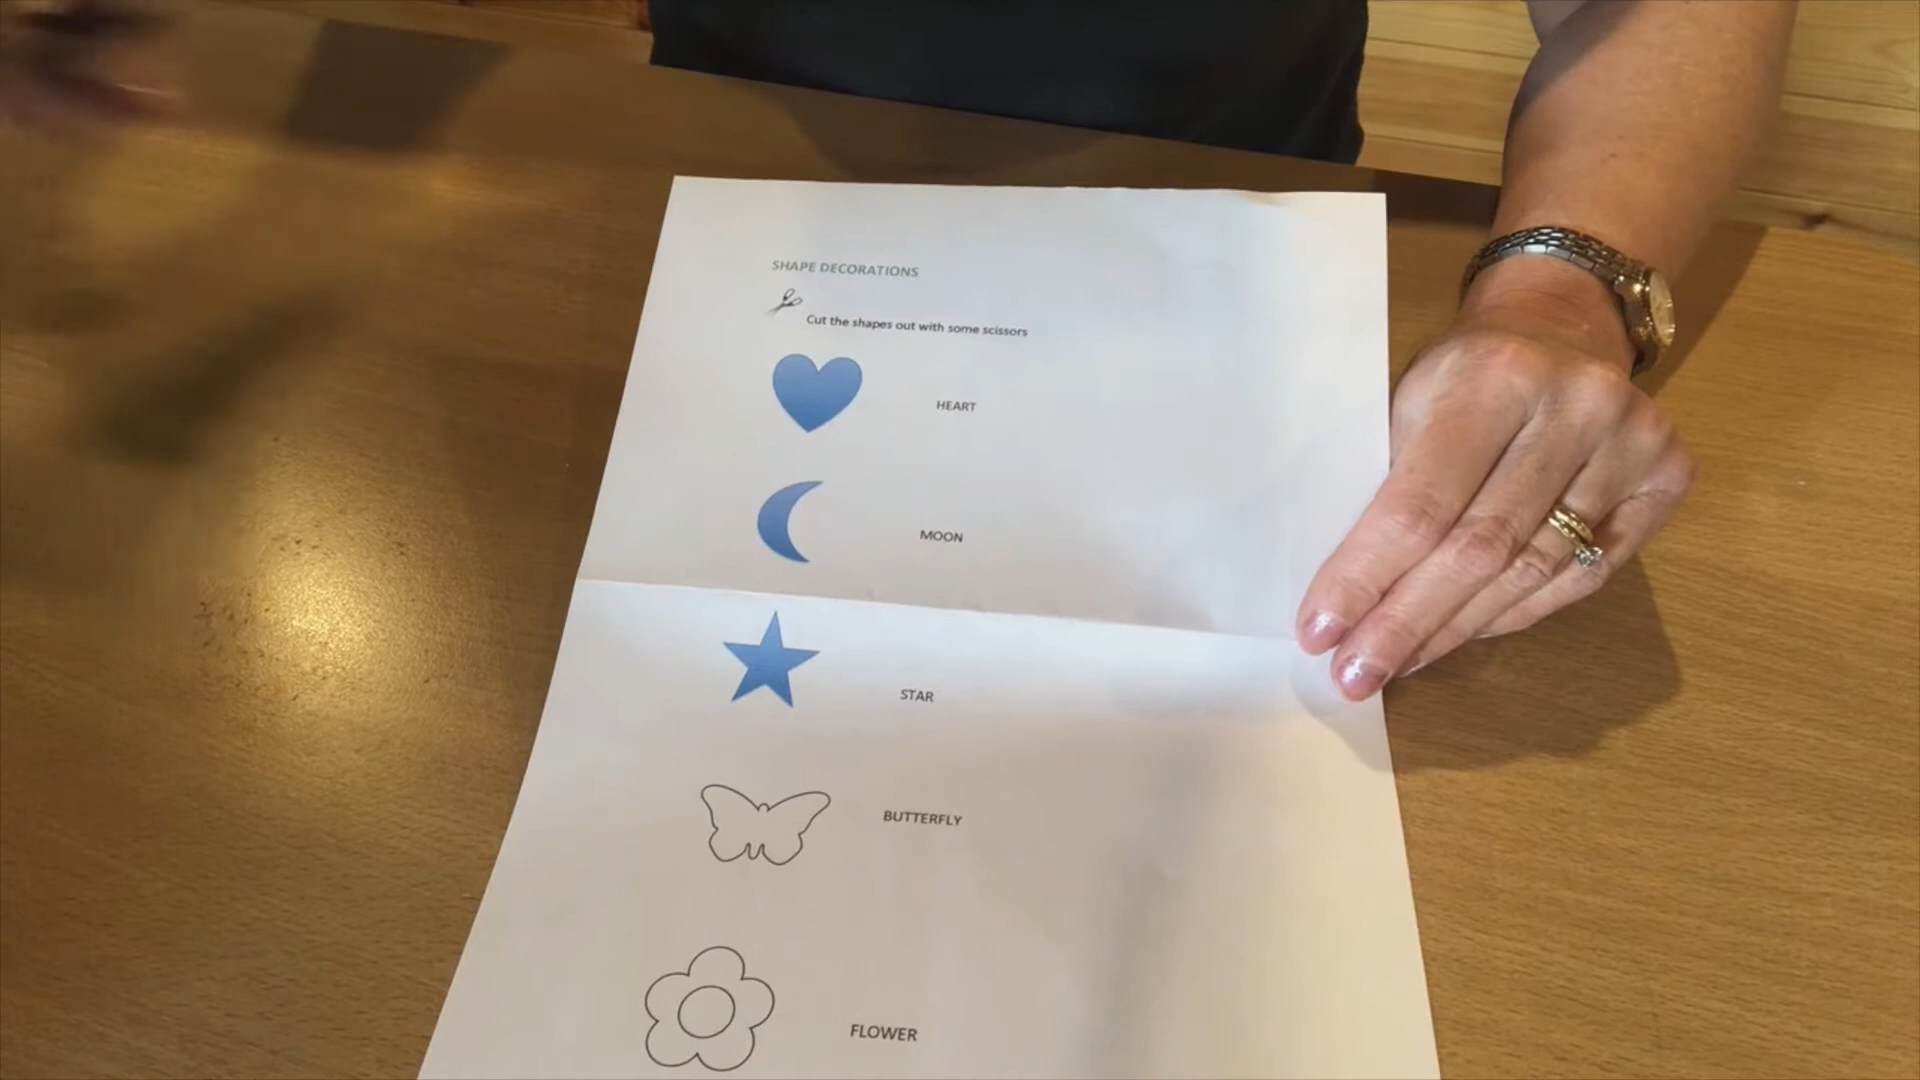 SHAPE DECORATIONS
Cut the shapes out with some scissors
HEART
MOON
STAR
BUTTERFLY
FLOWER